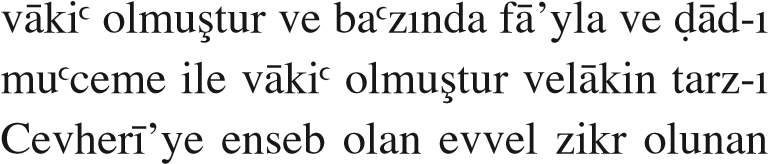 vākiᶜ olmuştur ve baᶜzında fā’yla ve ḍād-ı
muᶜceme ile vākiᶜ olmuştur velākin tarz-ı
Cevherī’ye enseb olan evvel zikr olunan